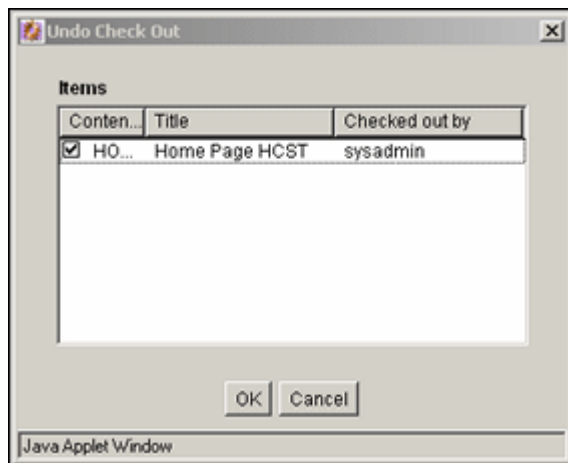 Undo Check Out
Items
Conten... Title Checked out by
HO... Home Page HCST sysadmin
OK Cancel
Java Applet Window